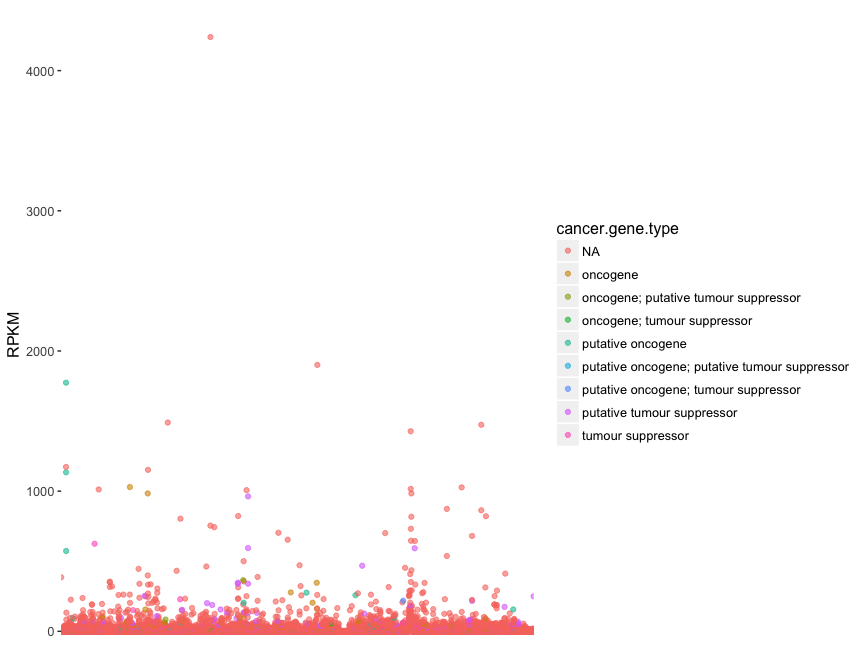 4000
3000
2000
1000
0
RPKM
cancer.gene.type
NA
oncogene
oncogene; putative tumour suppressor
oncogene; tumour suppressor
putative oncogene
putative oncogene; putative tumour suppressor
putative oncogene; tumour suppressor
putative tumour suppressor
tumour suppressor